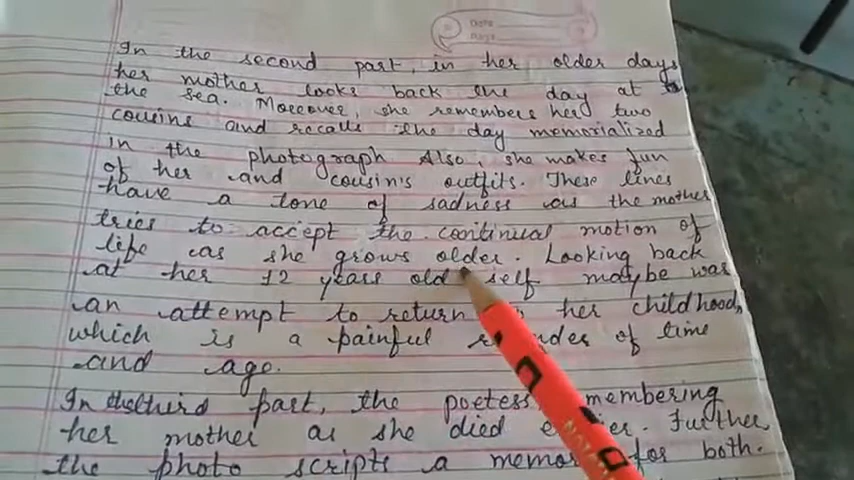 Date
Page
In the second part, in her older days
her mother looks back the day at
the sea. Moreover, she remembers her two
cousins and recalls the day memorialized
in the photograph Also, she makes fun
of her and cousin's outfits. These lines
have a tone of sadness as the mother
tries to accept the continual motion of
life as she grows older. Looking back
at her 12 years old self maybe was
an attempt to return her childhood,
which is a painful of time
and age.
In the third part, the poetess
her mother as she died Further,
the photo scripts a for both.